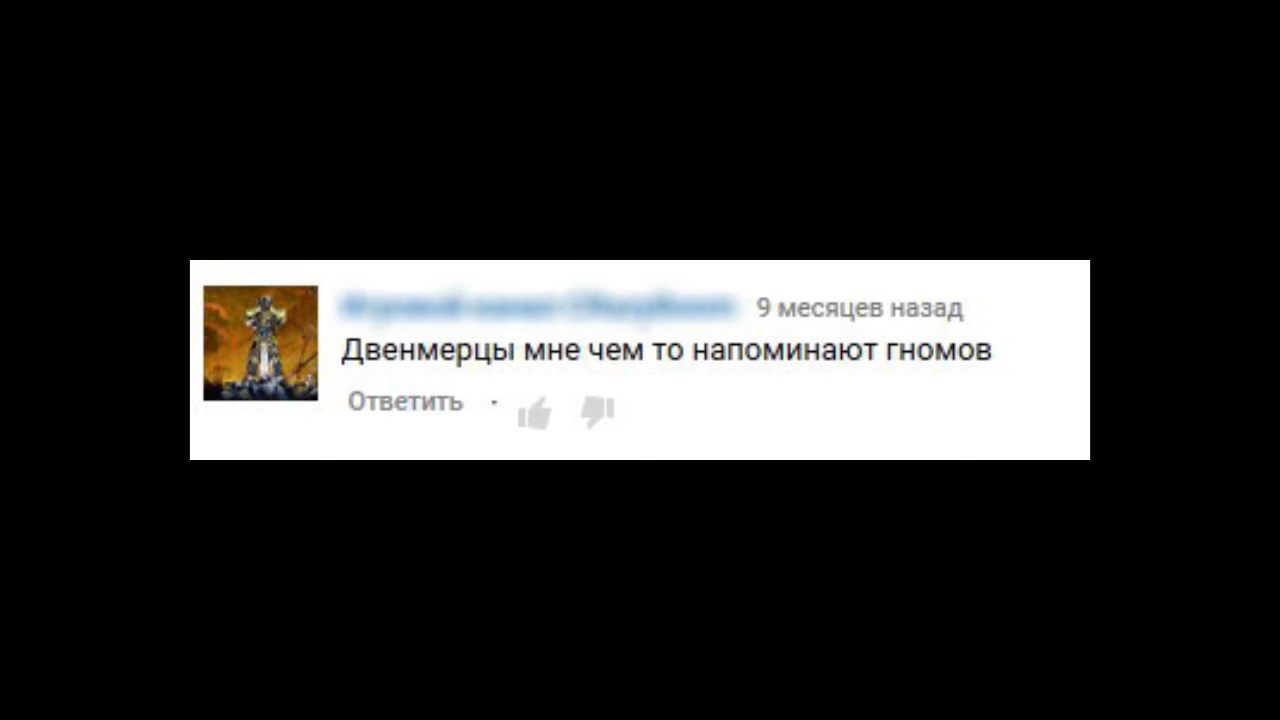 9 месяцев назад
Двенмерцы мне чем то напоминают гномов
Ответить ·